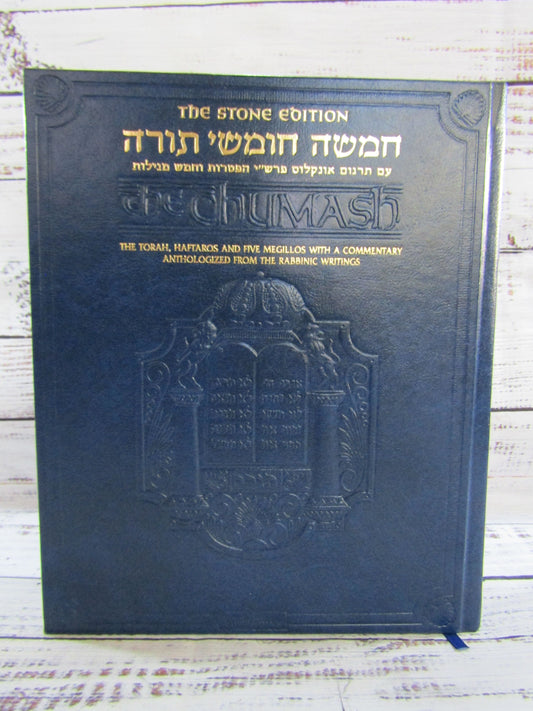 THE STONE EDITION
חמשה חומשי תורה
עם תרגום אונקלוס פרש״י הפטרות וחמש מגילות
the CHUMASH
THE TORAH, HAFTAROS AND FIVE MEGILLOS WITH A COMMENTARY
ANTHOLOGIZED FROM THE RABBINIC WRITINGS